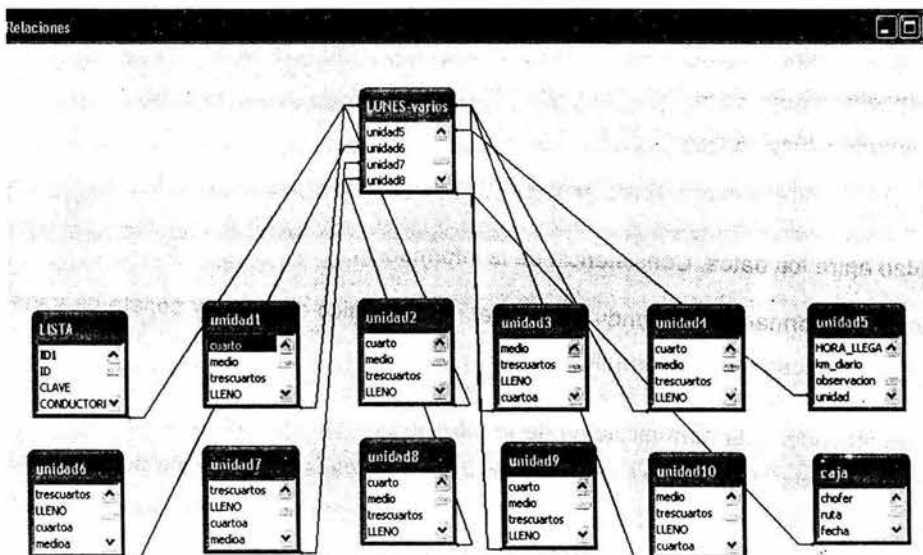 Relaciones
LUNES-varios
unidad5
unidad6
unidad7
unidad8
LISTA
ID1
ID
CLAVE
CONDUCTORI
unidad1
cuarto
medio
trescuartos
LLENO
unidad2
cuarto
medio
trescuartos
LLENO
unidad3
medio
trescuartos
LLENO
cuartoa
unidad4
cuarto
medio
trescuartos
LLENO
unidad5
HORA_LLEGA
km_diario
observacion
unidad
unidad6
trescuartos
LLENO
cuartoa
medioa
unidad7
trescuartos
LLENO
cuartoa
medioa
unidad8
cuarto
medio
trescuartos
LLENO
unidad9
cuarto
medio
trescuartos
LLENO
unidad10
medio
trescuartos
LLENO
cuartoa
caja
chofer
ruta
fecha